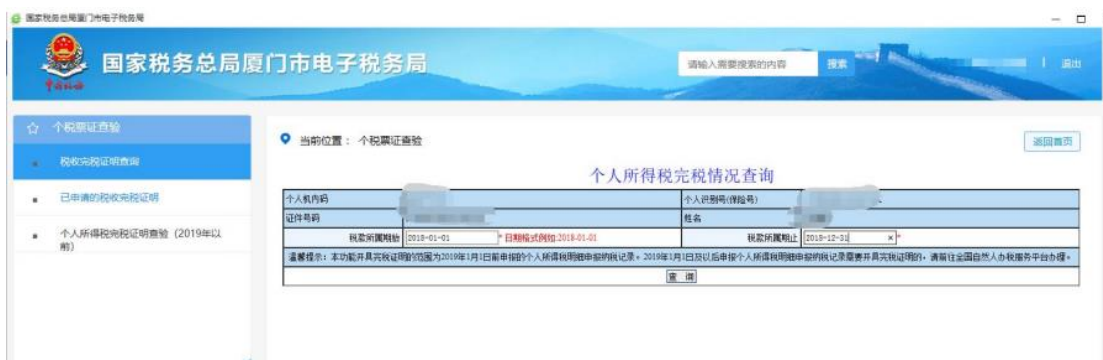 国家税务总局厦门市电子税务局
国家税务总局厦门市电子税务局
请输入需要搜索的内容
搜索
退出
中国税务
个税票证查验
税收完税证明查询
已申请的税收完税证明
个人所得税完税证明查验（2019年以
前）
当前位置： 个税票证查验
返回首页
个人所得税完税情况查询
个人机内码
个人识别号(保险号)
证件号码
姓名
税款所属期始 2018-01-01 * 日期格式例如:2018-01-01
税款所属期止 2018-12-31 × *
温馨提示：本功能开具完税证明的范围为2019年1月1日前申报的个人所得税明细申报纳税记录。2019年1月1日及以后申报个人所得税明细申报纳税记录需要开具完税证明的，请前往全国自然人办税服务平台办理。
查 询